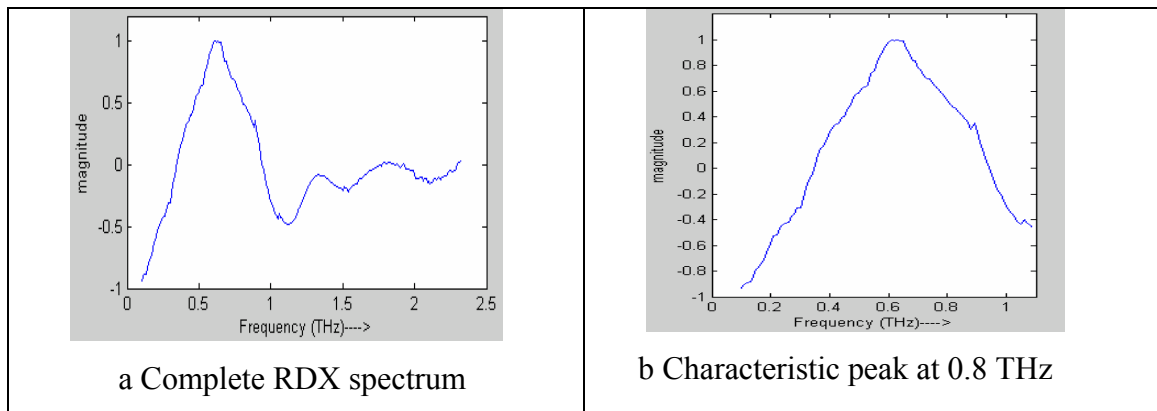 1
0.5
0
-0.5
-1
magnitude
0 0.5 1 1.5 2 2.5
Frequency (THz)---->
a Complete RDX spectrum
1
0.8
0.6
0.4
0.2
0
-0.2
-0.4
-0.6
-0.8
-1
magnitude
0 0.2 0.4 0.6 0.8 1
Frequency (THz)---->
b Characteristic peak at 0.8 THz